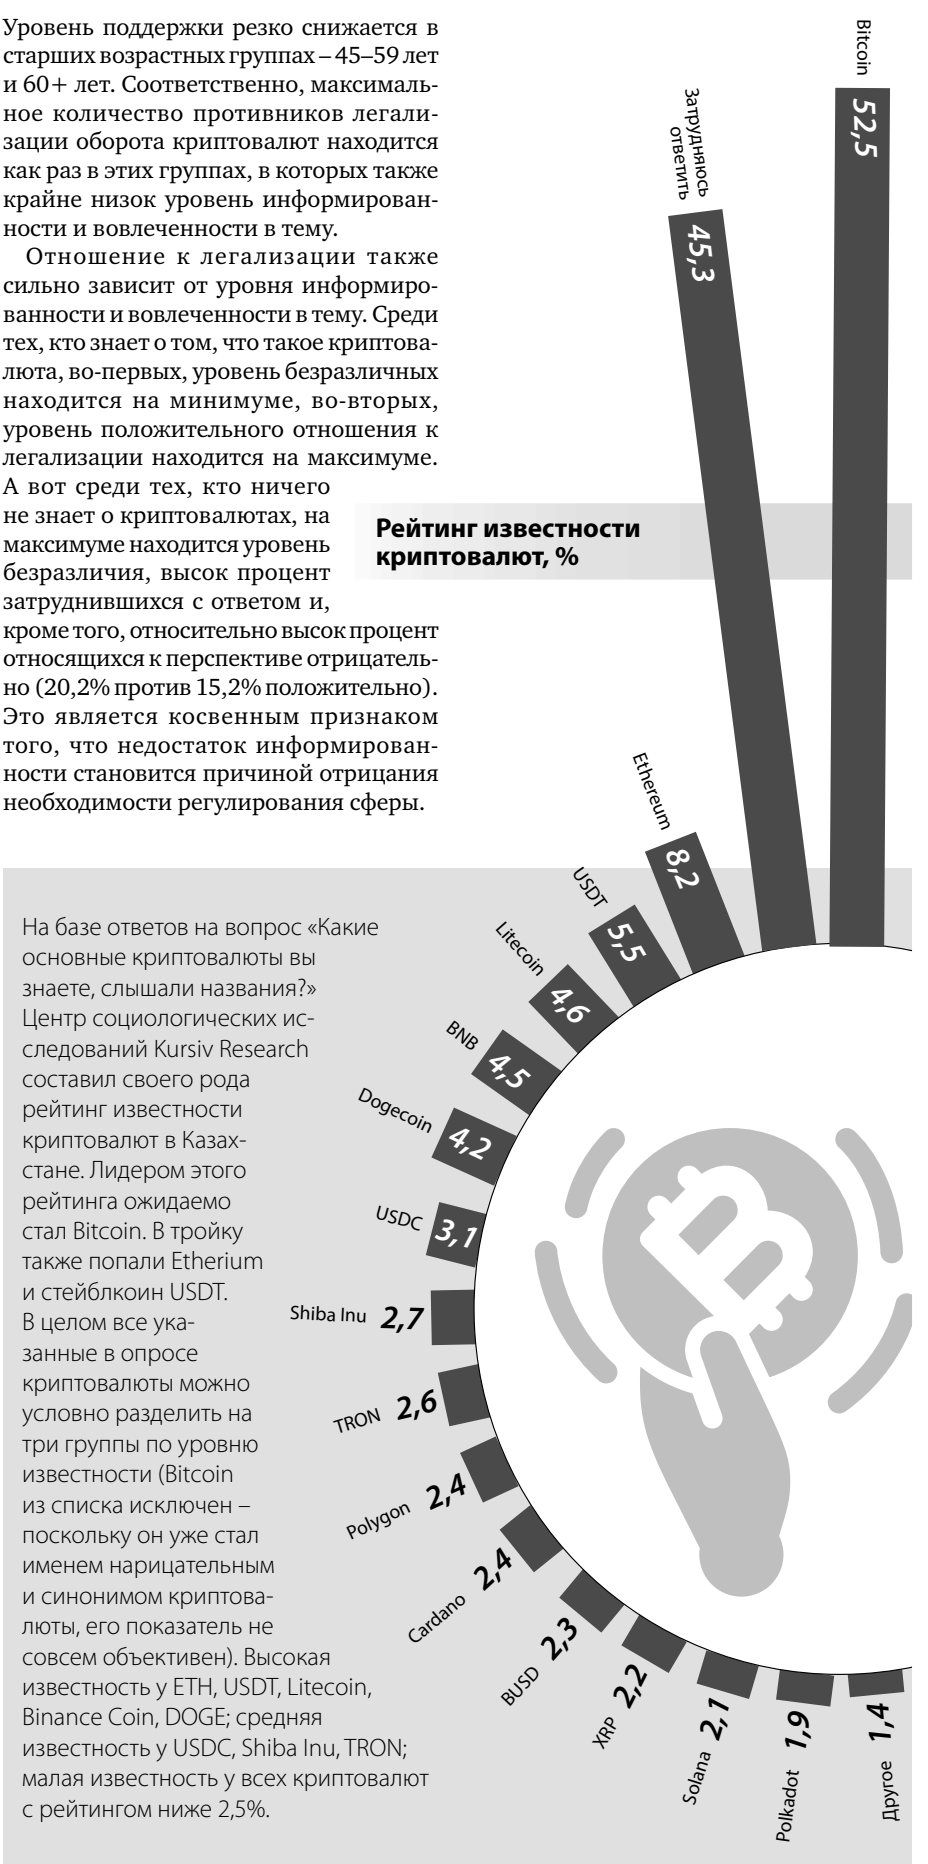 Уровень поддержки резко снижается в
старших возрастных группах – 45–59 лет
и 60+ лет. Соответственно, максималь-
ное количество противников легали-
зации оборота криптовалют находится
как раз в этих группах, в которых также
крайне низок уровень информирован-
ности и вовлеченности в тему.
Отношение к легализации также
сильно зависит от уровня информиро-
ванности и вовлеченности в тему. Среди
тех, кто знает о том, что такое криптова-
люта, во-первых, уровень безразличных
находится на минимуме, во-вторых,
уровень положительного отношения к
легализации находится на максимуме.
А вот среди тех, кто ничего
не знает о криптовалютах, на
максимуме находится уровень
безразличия, высок процент
затруднившихся с ответом и,
кроме того, относительно высок процент
относящихся к перспективе отрицатель-
но (20,2% против 15,2% положительно).
Это является косвенным признаком
того, что недостаток информирован-
ности становится причиной отрицания
необходимости регулирования сферы.
Рейтинг известности
криптовалют, %
Bitcoin
52,5
Затрудняюсь
ответить
45,3
Ethereum
8,2
USDT
5,5
Litecoin
4,6
BNB
4,5
Dogecoin
4,2
USDC
3,1
Shiba Inu 2,7
TRON 2,6
Polygon 2,4
Cardano 2,4
BUSD 2,3
XRP 2,2
Solana 2,1
Polkadot 1,9
Другое 1,4
На базе ответов на вопрос «Какие
основные криптовалюты вы
знаете, слышали названия?»
Центр социологических ис-
следований Kursiv Research
составил своего рода
рейтинг известности
криптовалют в Казах-
стане. Лидером этого
рейтинга ожидаемо
стал Bitcoin. В тройку
также попали Etherium
и стейблкоин USDT.
В целом все ука-
занные в опросе
криптовалюты можно
условно разделить на
три группы по уровню
известности (Bitcoin
из списка исключен –
поскольку он уже стал
именем нарицательным
и синонимом криптова-
люты, его показатель не
совсем объективен). Высокая
известность у ETH, USDT, Litecoin,
Binance Coin, DOGE; средняя
известность у USDC, Shiba Inu, TRON;
малая известность у всех криптовалют
с рейтингом ниже 2,5%.